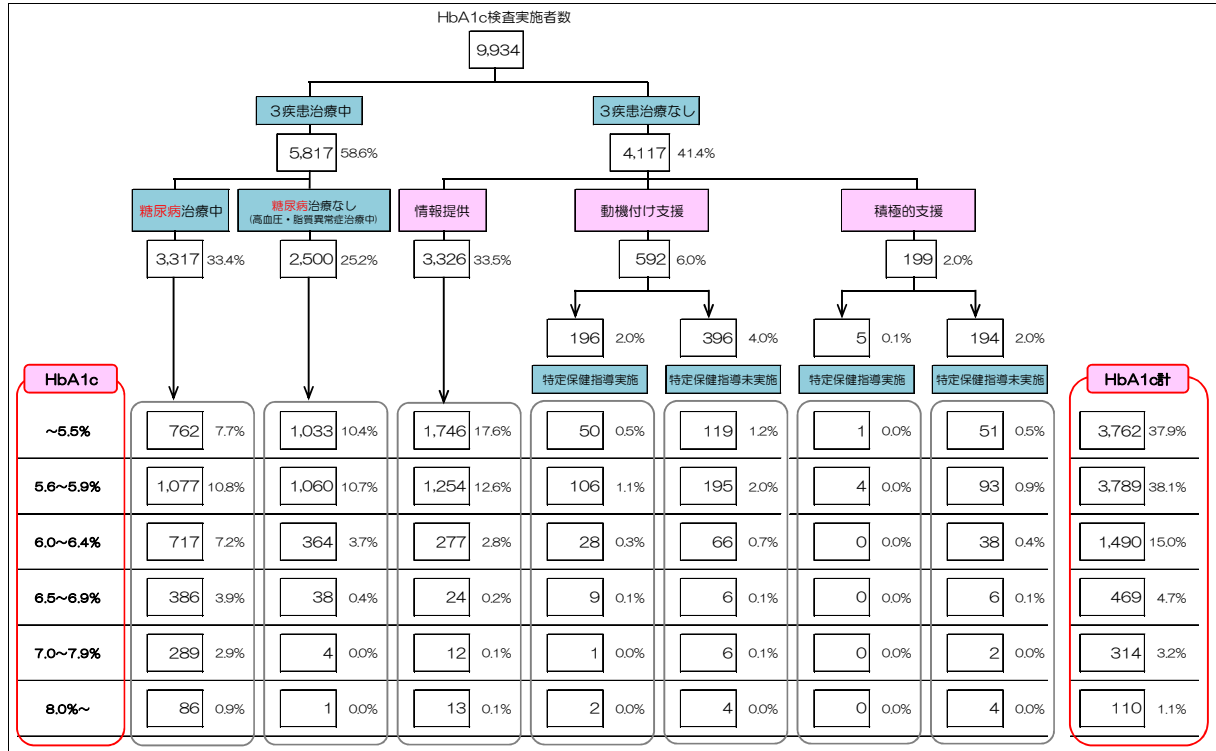 HbA1c検査実施者数
9,934
3疾患治療中
3疾患治療なし
5,817 58.6%
4,117 41.4%
糖尿病治療中
糖尿病治療なし
(高血圧・脂質異常症治療中)
情報提供
動機付け支援
積極的支援
3,317 33.4%
2,500 25.2%
3,326 33.5%
592 6.0%
199 2.0%
196 2.0%
396 4.0%
5 0.1%
194 2.0%
特定保健指導実施
特定保健指導未実施
特定保健指導実施
特定保健指導未実施
HbA1c
HbA1c計
~5.5% 762 7.7% 1,033 10.4% 1,746 17.6% 50 0.5% 119 1.2% 1 0.0% 51 0.5% 3,762 37.9%
5.6~5.9% 1,077 10.8% 1,060 10.7% 1,254 12.6% 106 1.1% 195 2.0% 4 0.0% 93 0.9% 3,789 38.1%
6.0~6.4% 717 7.2% 364 3.7% 277 2.8% 28 0.3% 66 0.7% 0 0.0% 38 0.4% 1,490 15.0%
6.5~6.9% 386 3.9% 38 0.4% 24 0.2% 9 0.1% 6 0.1% 0 0.0% 6 0.1% 469 4.7%
7.0~7.9% 289 2.9% 4 0.0% 12 0.1% 1 0.0% 6 0.1% 0 0.0% 2 0.0% 314 3.2%
8.0%~ 86 0.9% 1 0.0% 13 0.1% 2 0.0% 4 0.0% 0 0.0% 4 0.0% 110 1.1%